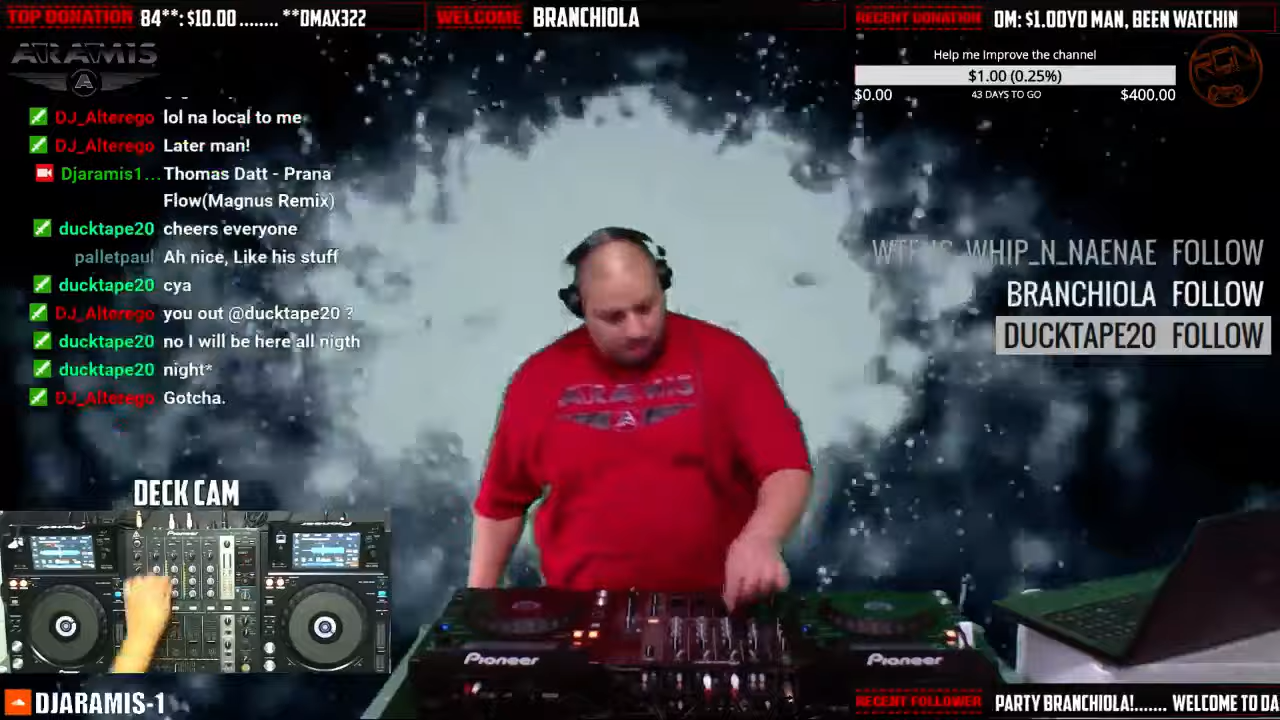 TOP DONATION 84**: $10.00 ........ **DMAX322
WELCOME BRANCHIOLA
RECENT DONATION OM: $1.00YO MAN, BEEN WATCHIN
ARAMIS
A
Help me Improve the channel
$1.00 (0.25%)
$0.00 43 DAYS TO GO $400.00
RGN
DJ_Alterego lol na local to me
DJ_Alterego Later man!
Djaramis1... Thomas Datt - Prana
Flow(Magnus Remix)
ducktape20 cheers everyone
palletpaul Ah nice, Like his stuff
ducktape20 cya
DJ_Alterego you out @ducktape20 ?
ducktape20 no I will be here all nigth
ducktape20 night*
DJ_Alterego Gotcha.
WHIP_N_NAENAE FOLLOW
BRANCHIOLA FOLLOW
DUCKTAPE20 FOLLOW
ARAMIS
A
DECK CAM
Pioneer
Pioneer
DJARAMIS-1
RECENT FOLLOWER PARTY BRANCHIOLA!....... WELCOME TO DA